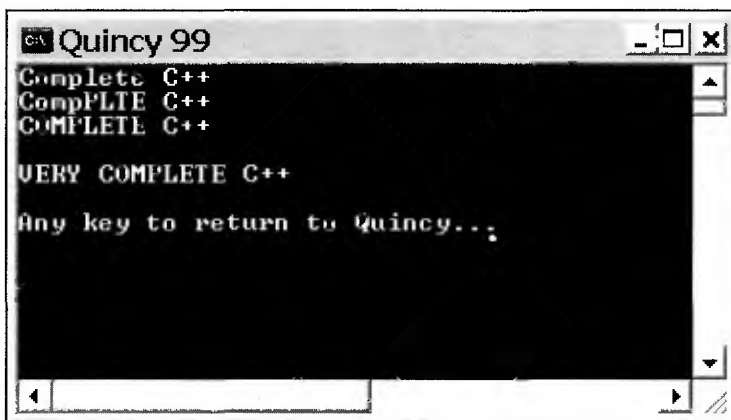 Quincy 99
Complete C++
CompPLTE C++
COMPLETE C++
VERY COMPLETE C++
Any key to return to Quincy...